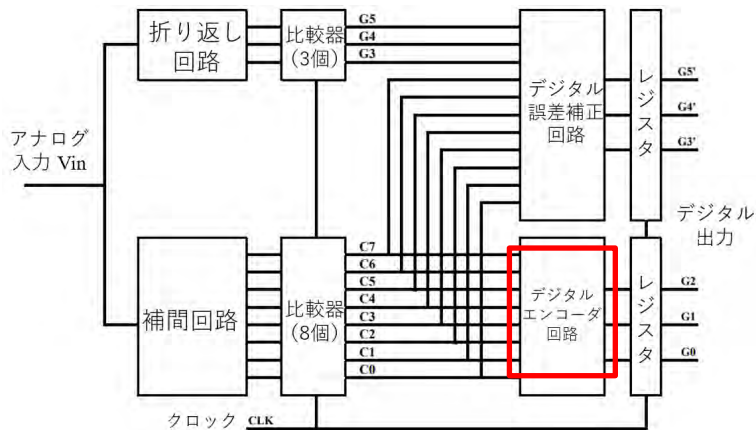 折り返し
回路
比較器
(3個)
G5
G4
G3
デジタル
誤差補正
回路
レジスタ
G5'
G4'
G3'
アナログ
入力 Vin
デジタル
出力
補間回路
比較器
(8個)
C7
C6
C5
C4
C3
C2
C1
C0
デジタル
エンコーダ
回路
レジスタ
G2
G1
G0
クロック CLK